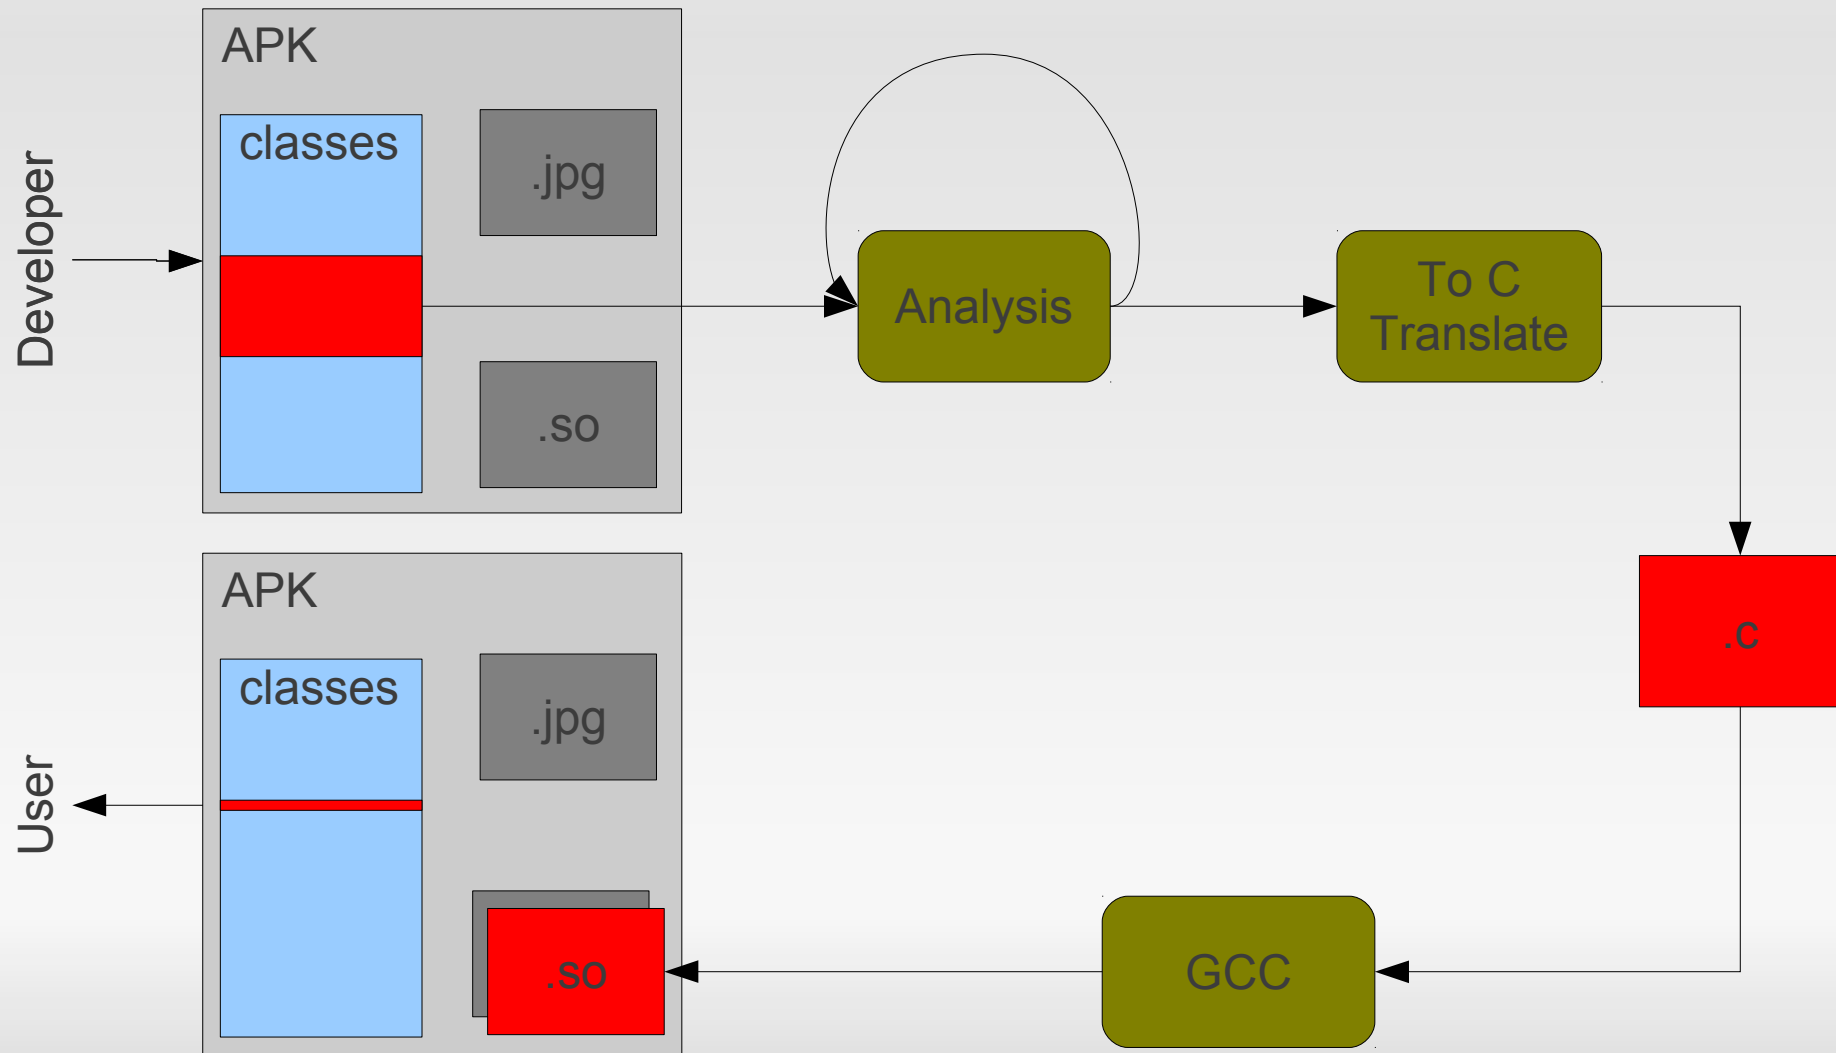 Developer
APK
classes
.jpg
.so
Analysis
To C
Translate
.c
User
APK
classes
.jpg
.so
GCC